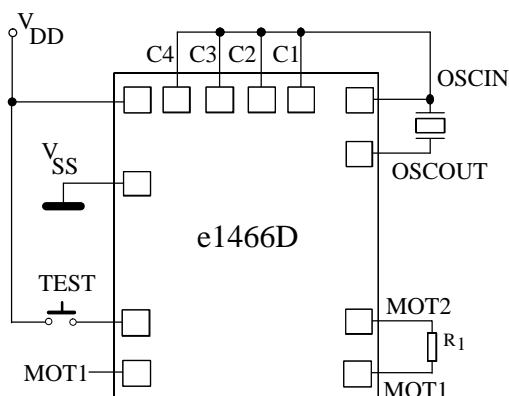 VDD
C4 C3 C2 C1
OSCIN
VSS
OSCOUT
e1466D
TEST
MOT2
R1
MOT1
MOT1